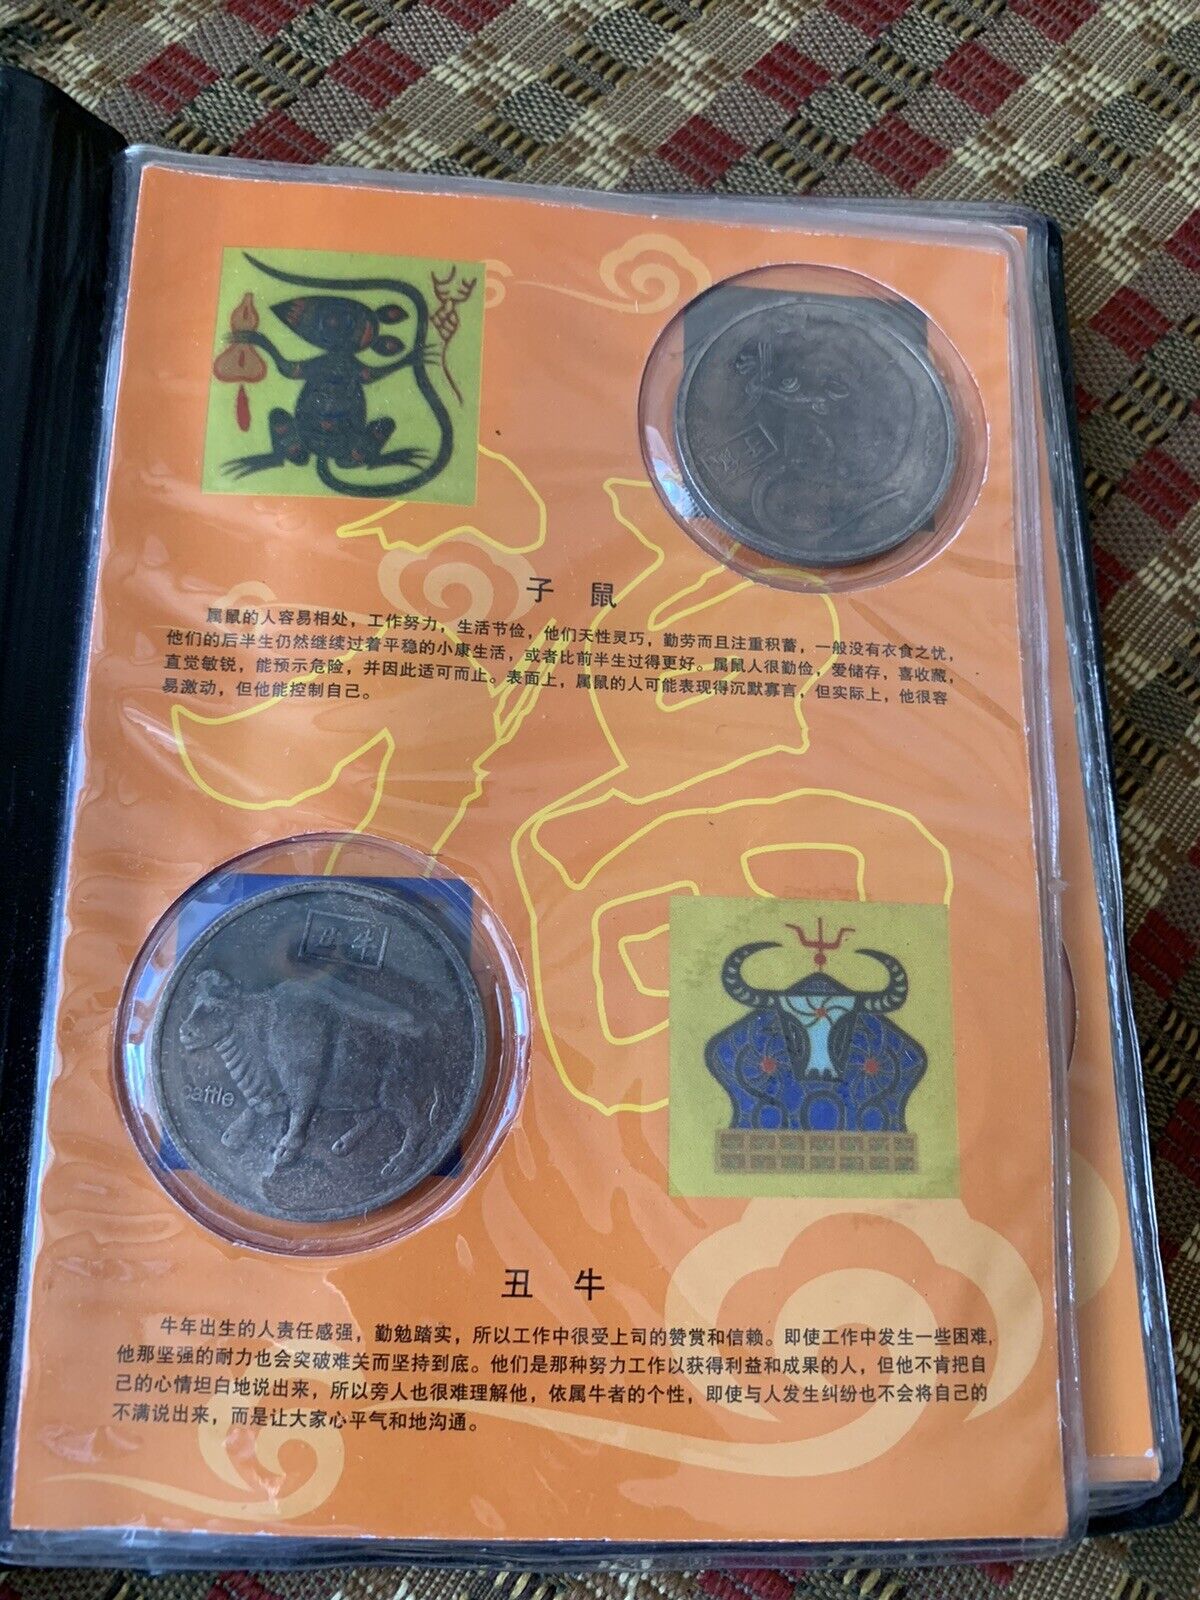 子 鼠
属鼠的人容易相处，工作努力，生活节俭，他们天性灵巧，勤劳而且注重积蓄，一般没有衣食之忧，
他们的后半生仍然继续过着平稳的小康生活，或者比前半生过得更好。属鼠人很勤俭，爱储存，喜收藏，
直觉敏锐，能预示危险，并因此适可而止。表面上，属鼠的人可能表现得沉默寡言，但实际上，他很容
易激动，但他能控制自己。
牛
cattle
丑 牛
牛年出生的人责任感强，勤勉踏实，所以工作中很受上司的赞赏和信赖。即使工作中发生一些困难，
他那坚强的耐力也会突破难关而坚持到底。他们是那种努力工作以获得利益和成果的人，但他不肯把自
己的心情坦白地说出来，所以旁人也很难理解他，依属牛者的个性，即使与人发生纠纷也不会将自己的
不满说出来，而是让大家心平气和地沟通。